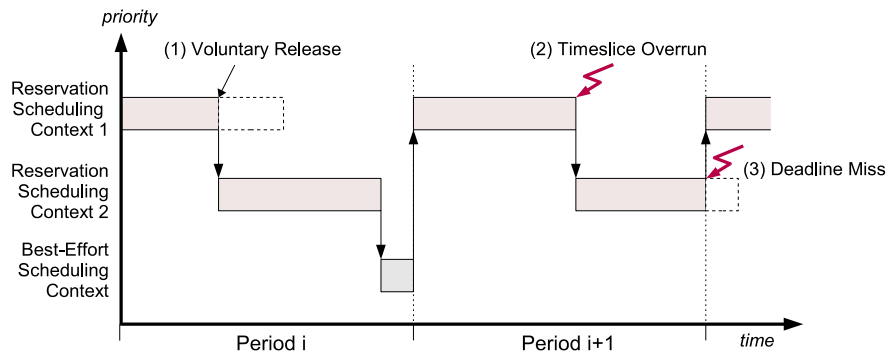 priority
(1) Voluntary Release
(2) Timeslice Overrun
Reservation
Scheduling
Context 1
Reservation
Scheduling
Context 2
(3) Deadline Miss
Best-Effort
Scheduling
Context
Period i
Period i+1
time